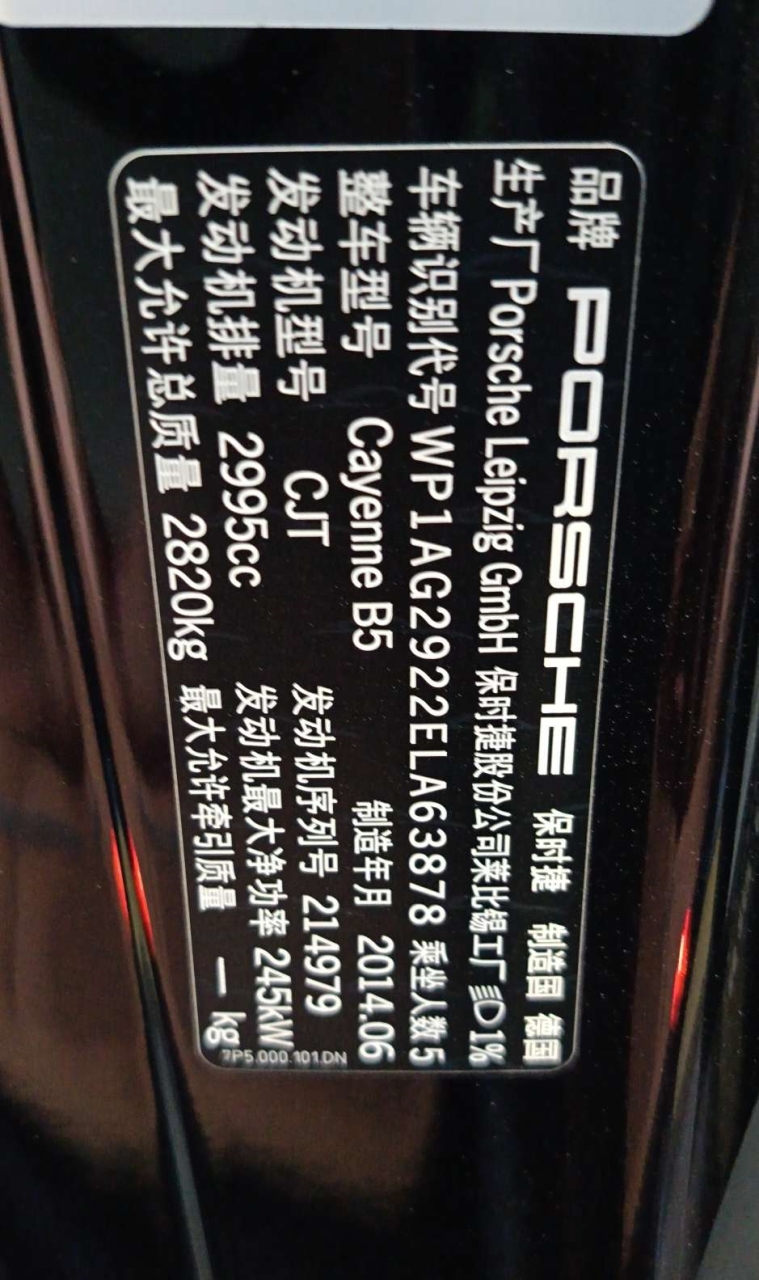 品牌 PORSCHE 保时捷 制造国 德国
生产厂 Porsche Leipzig GmbH 保时捷股份公司莱比锡工厂 1%
车辆识别代号 WP1AG2922ELA63878 乘坐人数 5
整车型号 Cayenne B5 制造年月 2014.06
发动机型号 CJT 发动机序列号 214979
发动机排量 2995cc 发动机最大净功率 245kW
最大允许总质量 2820kg 最大允许牵引质量 — kg
7P5.000.101.DN